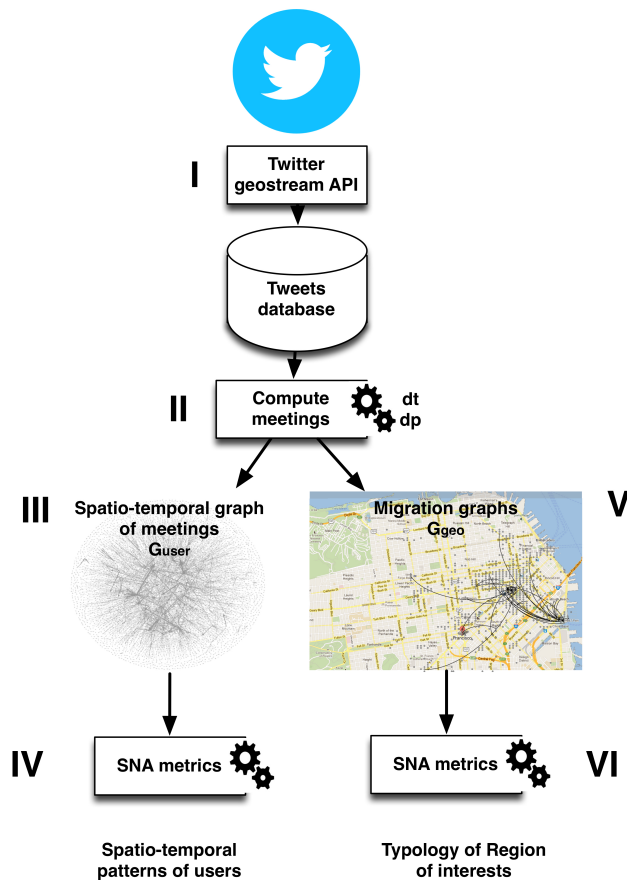 I
Twitter
geostream API
Tweets
database
II
Compute
meetings
dt
dp
III
Spatio-temporal graph
of meetings
Guser
Migration graphs
Ggeo
V
Francisco
IV
SNA metrics
SNA metrics
VI
Spatio-temporal
patterns of users
Typology of Region
of interests